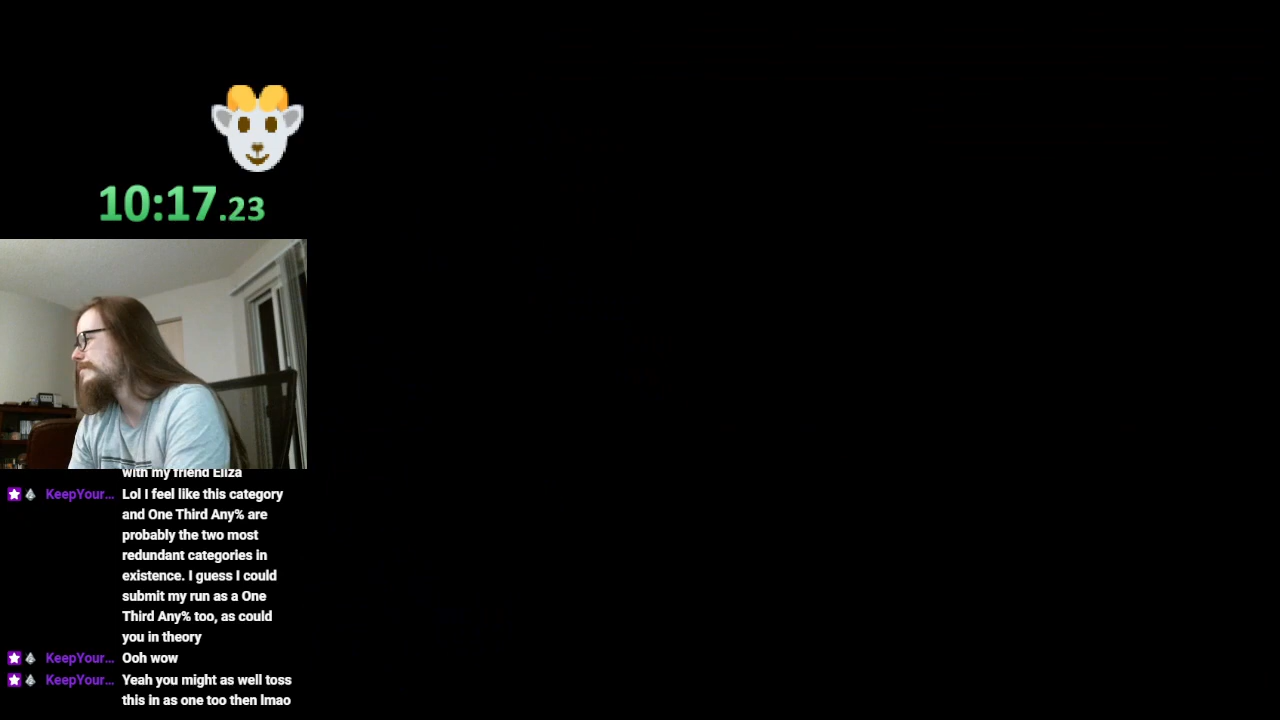 10:17.23
with my friend Eliza
KeepYour... Lol I feel like this category
and One Third Any% are
probably the two most
redundant categories in
existence. I guess I could
submit my run as a One
Third Any% too, as could
you in theory
KeepYour... Ooh wow
KeepYour... Yeah you might as well toss
this in as one too then lmao